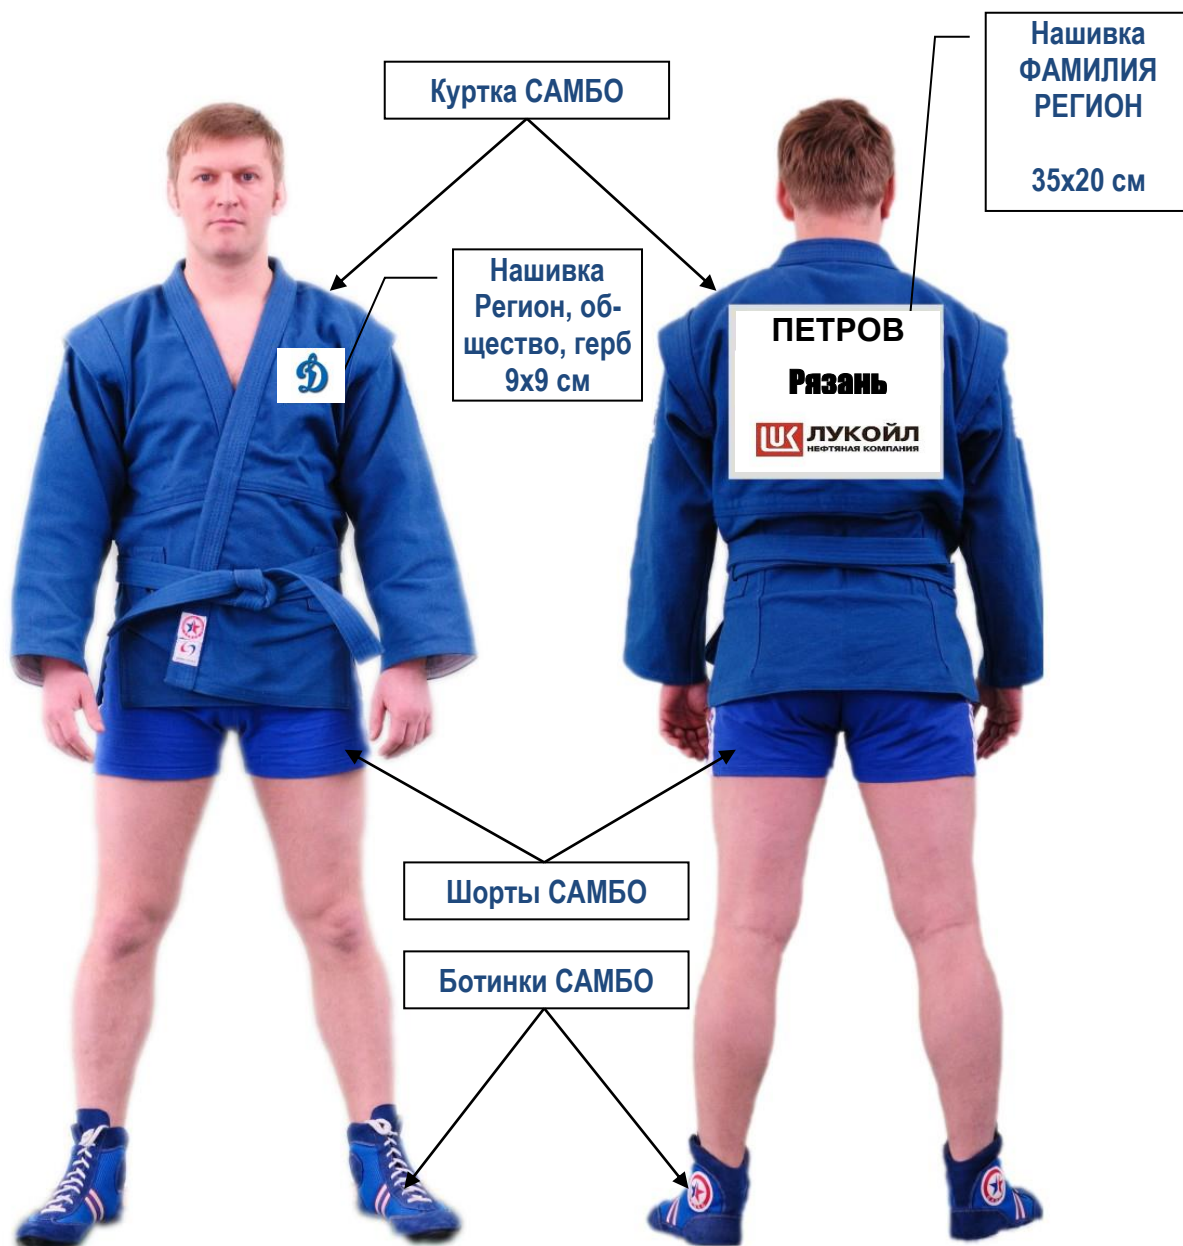 Нашивка
ФАМИЛИЯ
РЕГИОН
35х20 см
Куртка САМБО
Нашивка
Регион, об-
щество, герб
9х9 см
Д
ПЕТРОВ
Рязань
LUK ЛУКОЙЛ
НЕФТЯНАЯ КОМПАНИЯ
Шорты САМБО
Ботинки САМБО